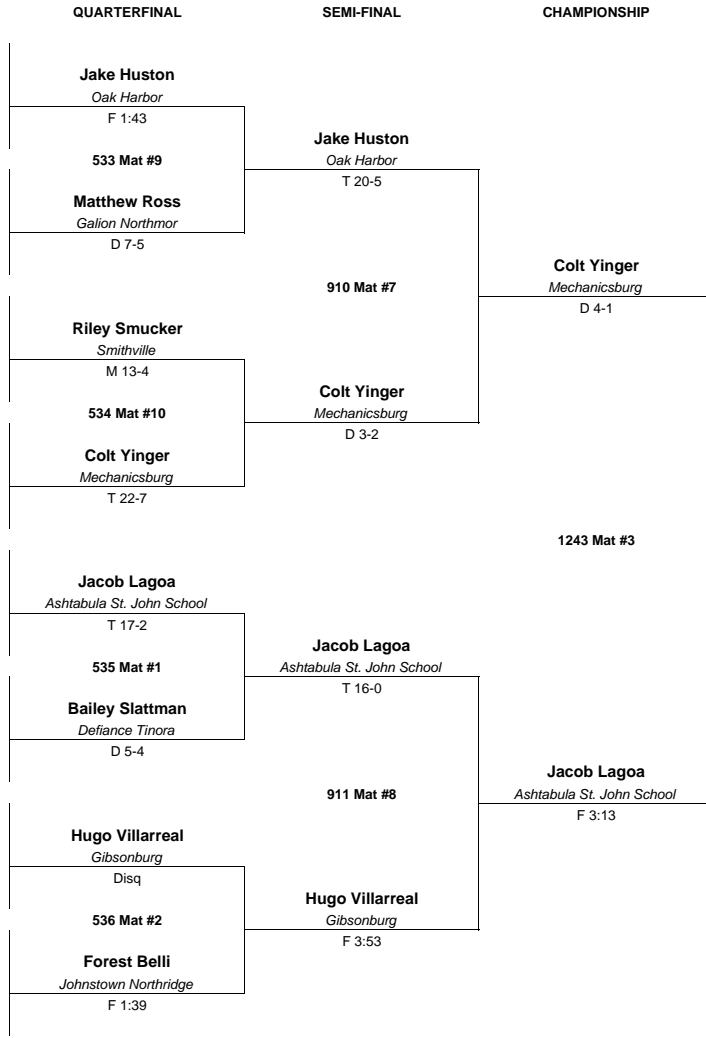 QUARTERFINAL
SEMI-FINAL
CHAMPIONSHIP
Jake Huston
Oak Harbor
F 1:43
533 Mat #9
Matthew Ross
Galion Northmor
D 7-5
Riley Smucker
Smithville
M 13-4
534 Mat #10
Colt Yinger
Mechanicsburg
T 22-7
Jacob Lagoa
Ashtabula St. John School
T 17-2
535 Mat #1
Bailey Slattman
Defiance Tinora
D 5-4
Hugo Villarreal
Gibsonburg
Disq
536 Mat #2
Forest Belli
Johnstown Northridge
F 1:39
Jake Huston
Oak Harbor
T 20-5
910 Mat #7
Colt Yinger
Mechanicsburg
D 3-2
Jacob Lagoa
Ashtabula St. John School
T 16-0
911 Mat #8
Hugo Villarreal
Gibsonburg
F 3:53
Colt Yinger
Mechanicsburg
D 4-1
1243 Mat #3
Jacob Lagoa
Ashtabula St. John School
F 3:13